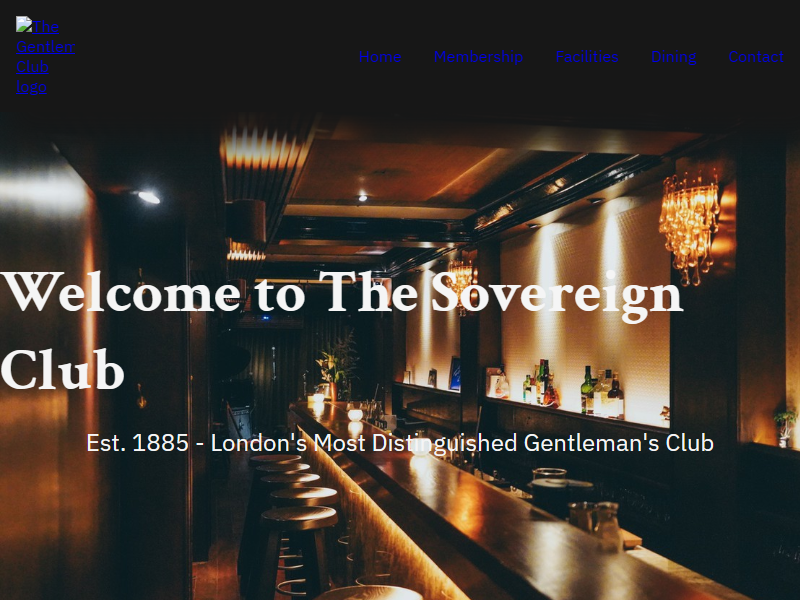 The
Gentlem
Club
logo
Home Membership Facilities Dining Contact
Welcome to The Sovereign
Club
Est. 1885 - London's Most Distinguished Gentleman's Club